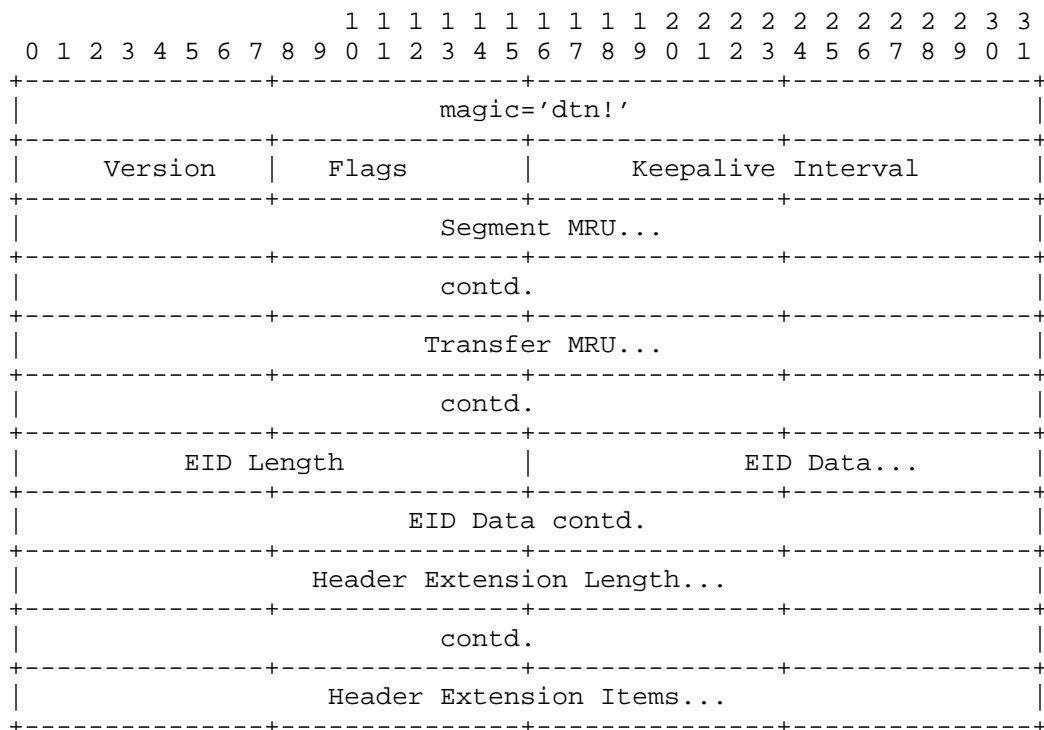 1 1 1 1 1 1 1 1 1 1 2 2 2 2 2 2 2 2 2 2 3 3
0 1 2 3 4 5 6 7 8 9 0 1 2 3 4 5 6 7 8 9 0 1 2 3 4 5 6 7 8 9 0 1
+---------------+---------------+---------------+---------------+
| magic=’dtn!’ |
+---------------+---------------+---------------+---------------+
| Version | Flags | Keepalive Interval |
+---------------+---------------+---------------+---------------+
| Segment MRU... |
+---------------+---------------+---------------+---------------+
| contd. |
+---------------+---------------+---------------+---------------+
| Transfer MRU... |
+---------------+---------------+---------------+---------------+
| contd. |
+---------------+---------------+---------------+---------------+
| EID Length | EID Data... |
+---------------+---------------+---------------+---------------+
| EID Data contd. |
+---------------+---------------+---------------+---------------+
| Header Extension Length... |
+---------------+---------------+---------------+---------------+
| contd. |
+---------------+---------------+---------------+---------------+
| Header Extension Items... |
+---------------+---------------+---------------+---------------+